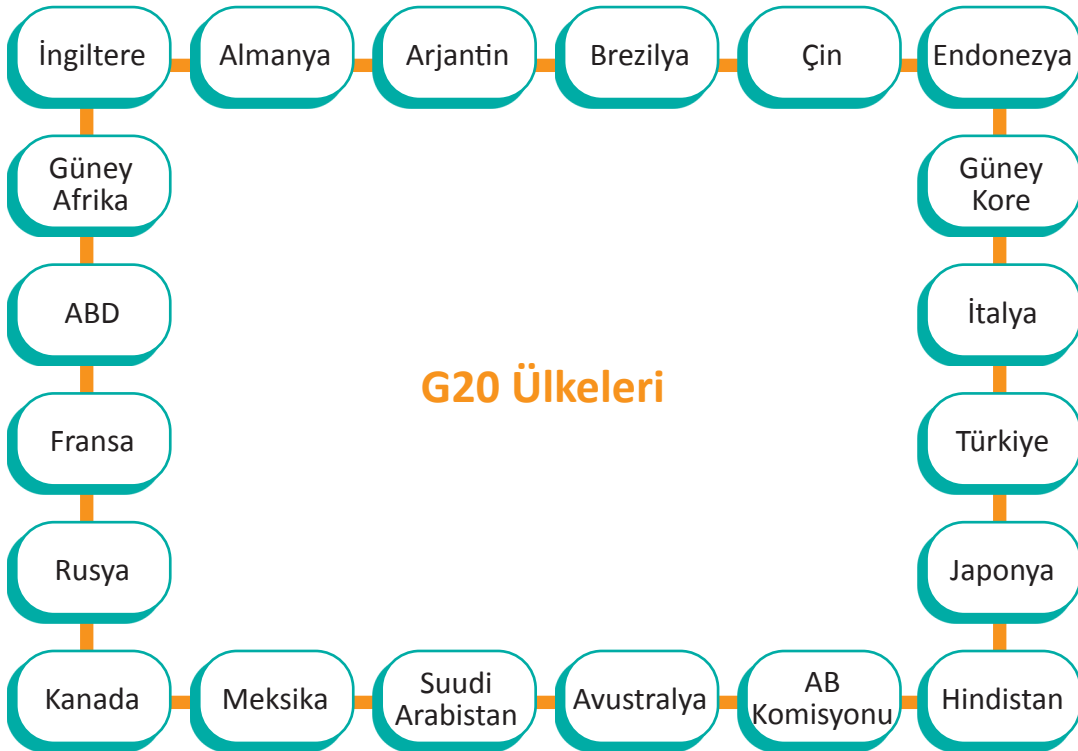 İngiltere
Almanya
Arjantin
Brezilya
Çin
Endonezya
Güney
Afrika
Güney
Kore
ABD
İtalya
G20 Ülkeleri
Fransa
Türkiye
Rusya
Japonya
Kanada
Meksika
Suudi
Arabistan
Avustralya
AB
Komisyonu
Hindistan